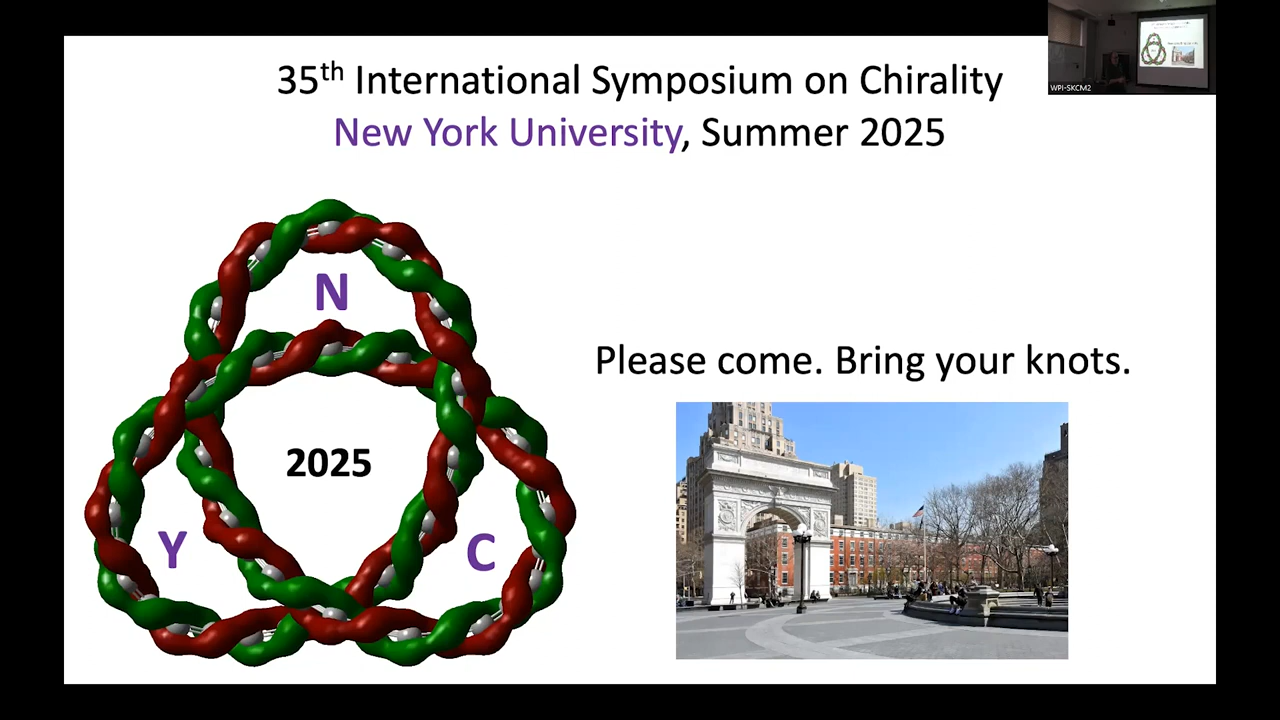 35th International Symposium on Chirality
New York University, Summer 2025
WPI-SKCM2
N
Please come. Bring your knots.
2025
Y
C